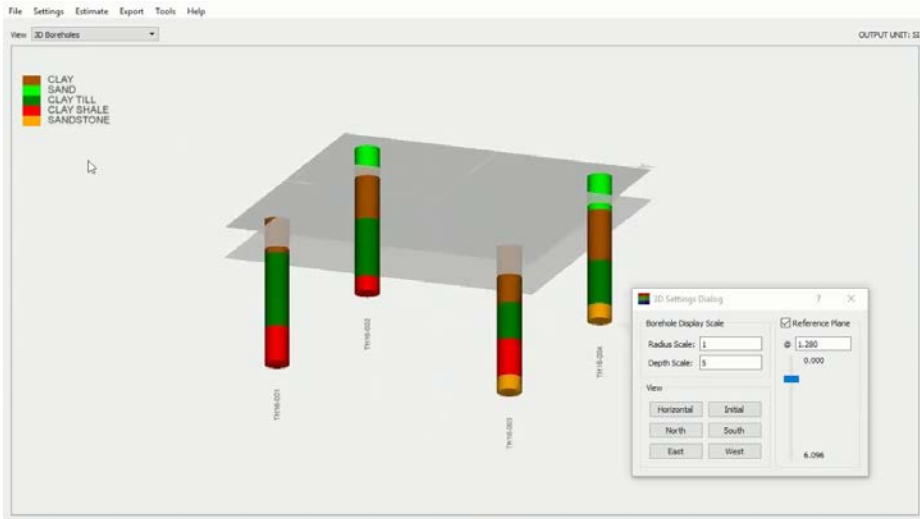 File Settings Estimate Export Tools Help
View 3D Boreholes
OUTPUT UNIT: SI
CLAY
SAND
CLAY TILL
CLAY SHALE
SANDSTONE
TH16-001
TH16-002
TH16-003
TH16-004
3D Settings Dialog ? ×
Borehole Display Scale
Radius Scale: 1
Depth Scale: 5
View
Horizontal Initial
North South
East West
Reference Plane
@ 1.280
0.000
6.096